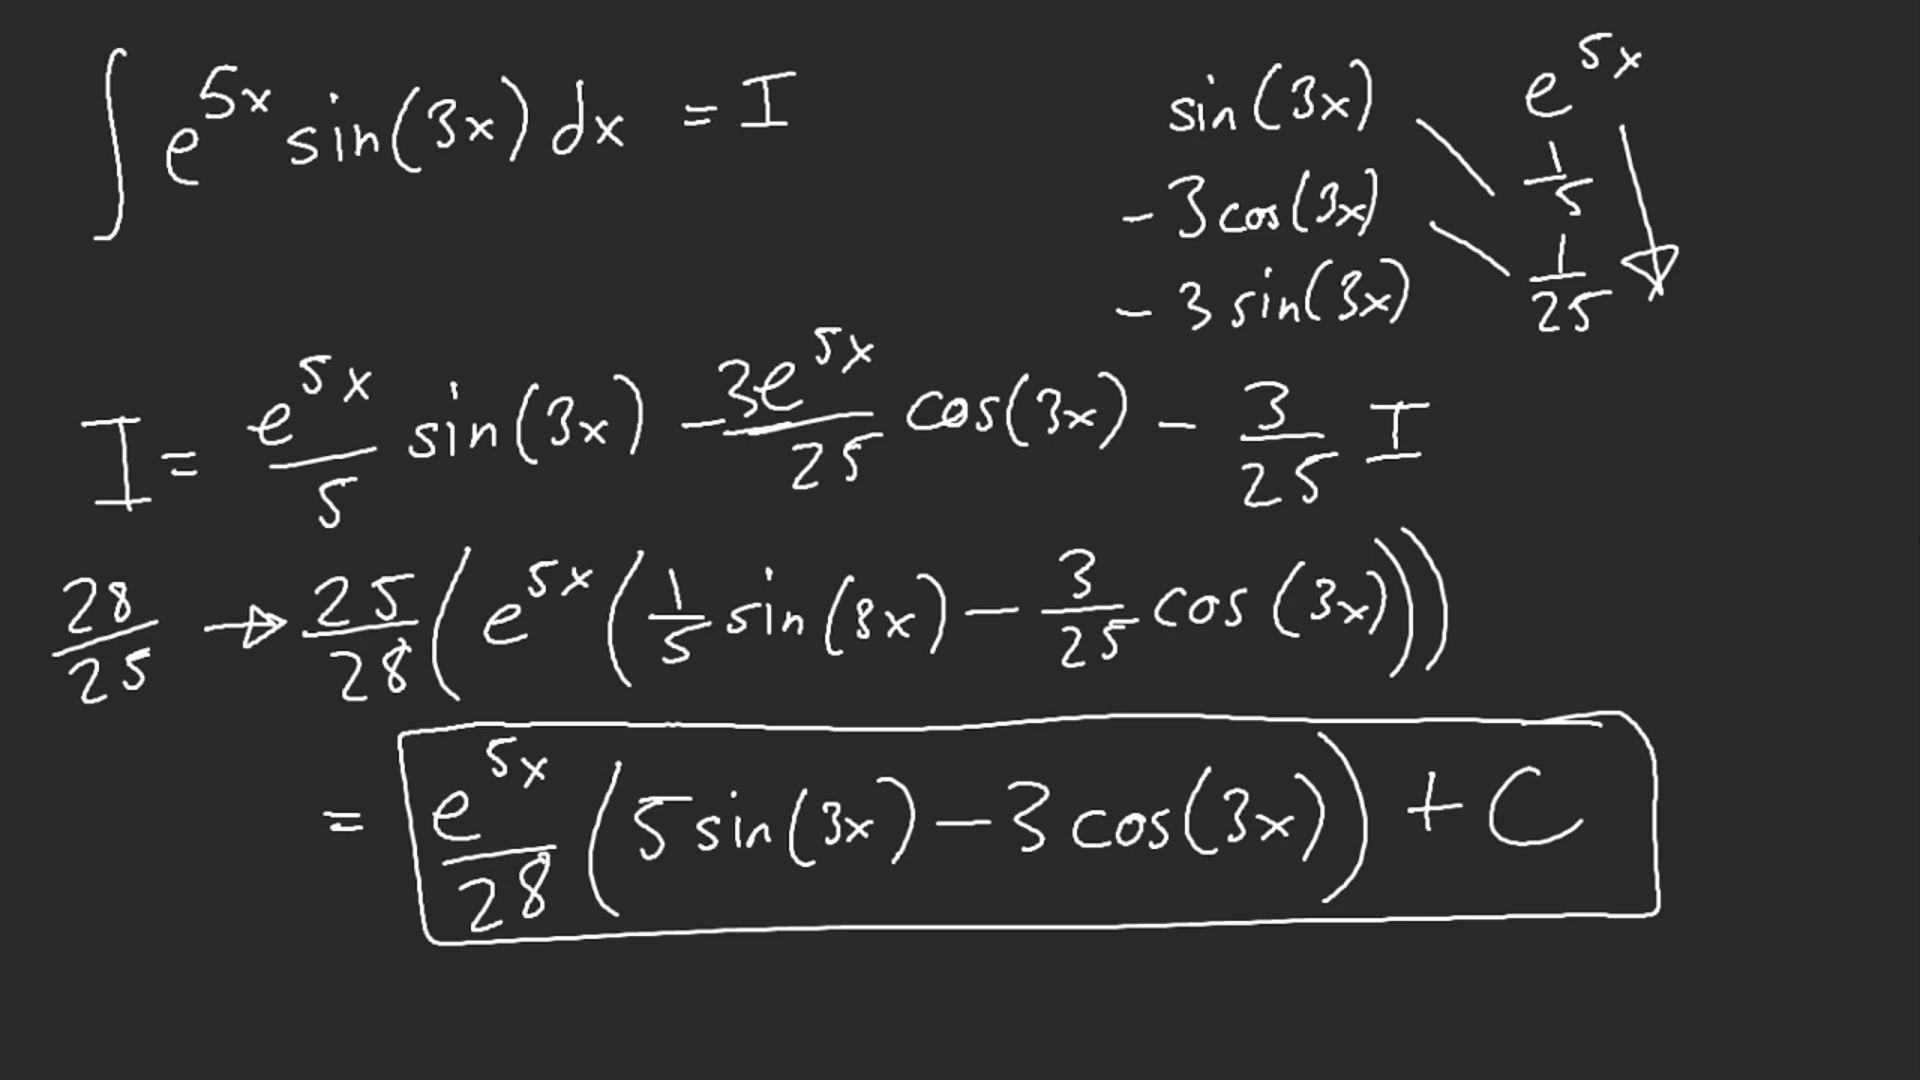 ∫ e^{5x} sin(3x) dx = I
sin(3x) e^{5x}
-3cos(3x) 1/5
-3 sin(3x) 1/25
I = e^{5x}/5 sin(3x) - 3e^{5x}/25 cos(3x) - 3/25 I
28/25 → 25/28 (e^{5x} (1/5 sin(3x) - 3/25 cos(3x)))
= e^{5x}/28 (5 sin(3x) - 3 cos(3x)) + C